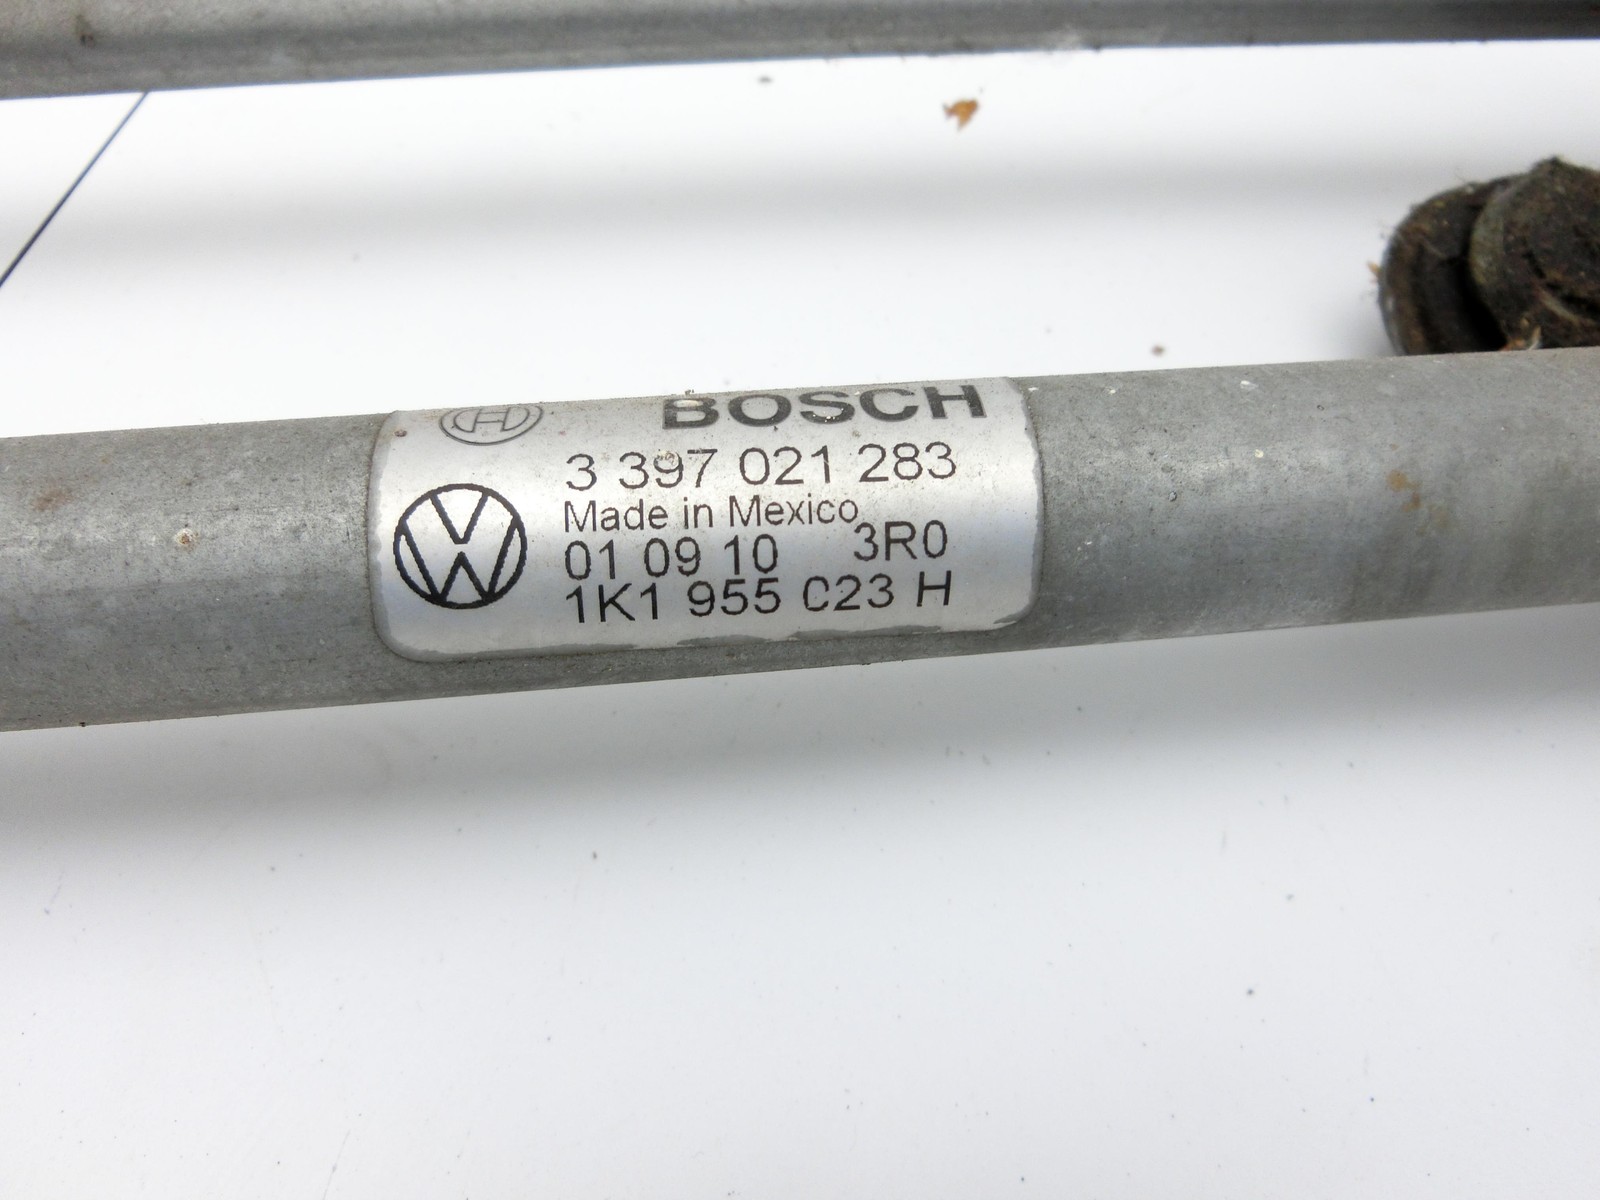 BOSCH
3 397 021 283
Made in Mexico
01 09 10 3R0
1K1 955 023 H